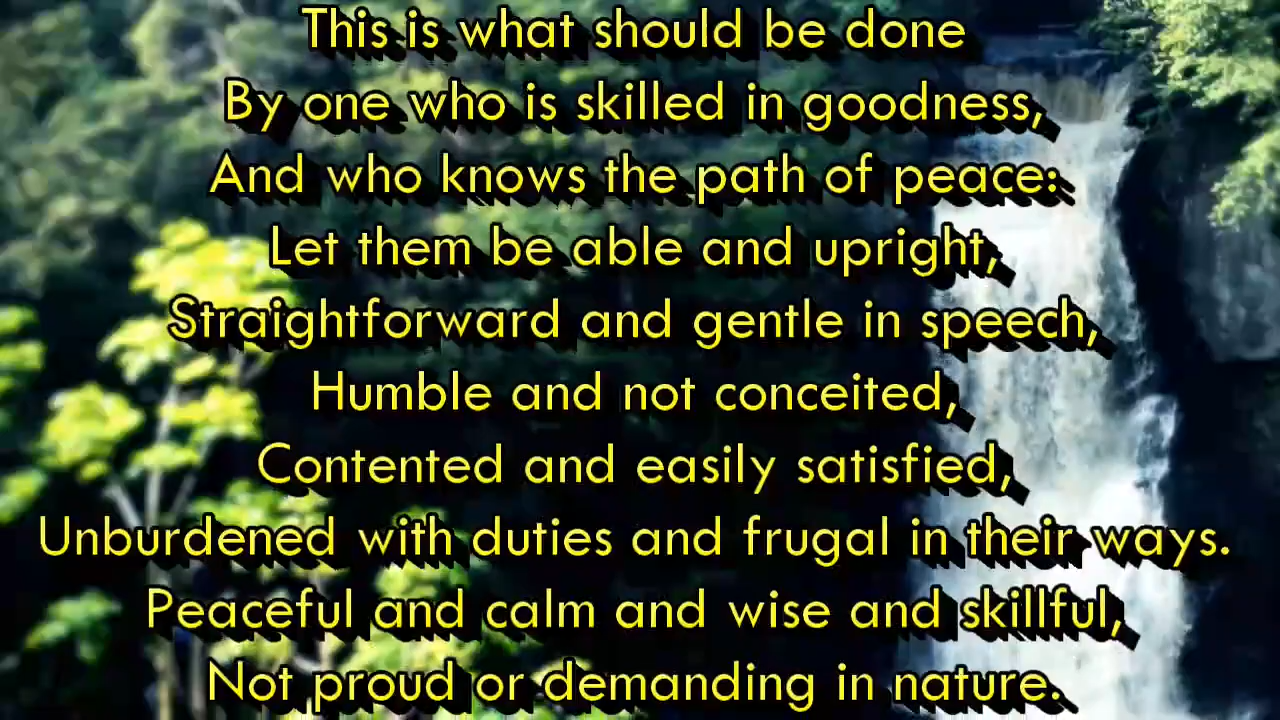 This is what should be done
By one who is skilled in goodness,
And who knows the path of peace:
Let them be able and upright,
Straightforward and gentle in speech,
Humble and not conceited,
Contented and easily satisfied,
Unburdened with duties and frugal in their ways.
Peaceful and calm and wise and skillful,
Not proud or demanding in nature.